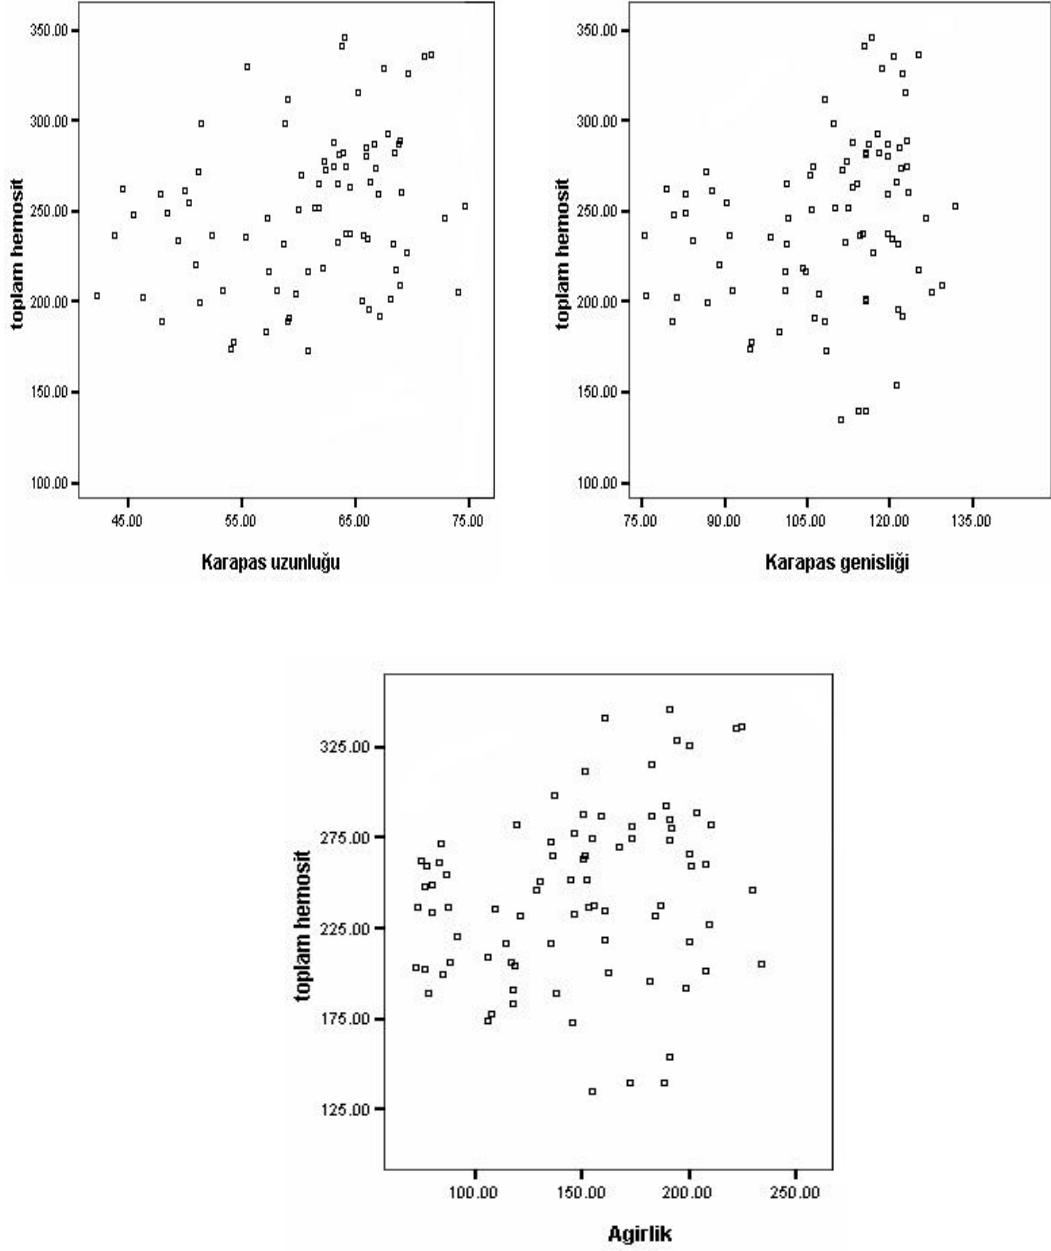 350.00
300.00
250.00
200.00
150.00
100.00
toplam hemosit
45.00 55.00 65.00 75.00
Karapas uzunluğu
350.00
300.00
250.00
200.00
150.00
100.00
toplam hemosit
75.00 90.00 105.00 120.00 135.00
Karapas genisliği
325.00
275.00
225.00
175.00
125.00
toplam hemosit
100.00 150.00 200.00 250.00
Agirlik